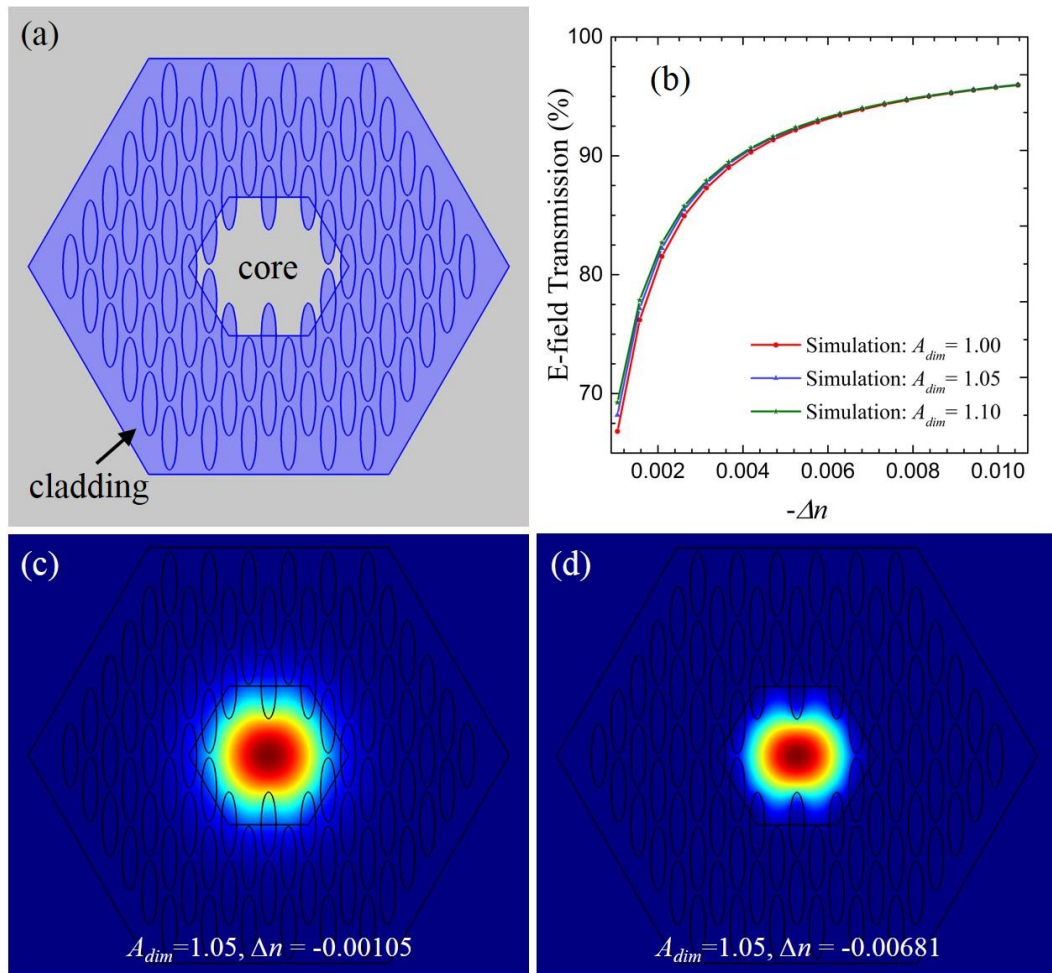 (a)
core
cladding
(b)
E-field Transmission (%)
100
90
80
70
Simulation: A_dim= 1.00
Simulation: A_dim= 1.05
Simulation: A_dim= 1.10
0.002 0.004 0.006 0.008 0.010
-Δn
(c)
A_dim=1.05, Δn = -0.00105
(d)
A_dim=1.05, Δn = -0.00681